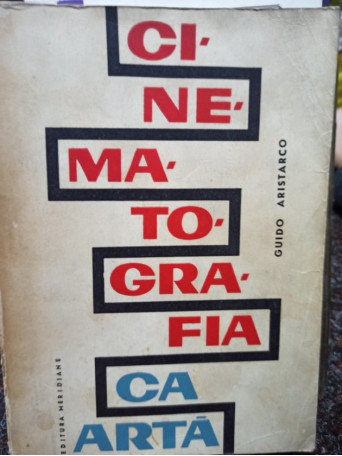 CI-
NE-
MA-
TO-
GRA-
FIA
CA
ARTĂ
GUIDO ARISTARCO
EDITURA MERIDIANE